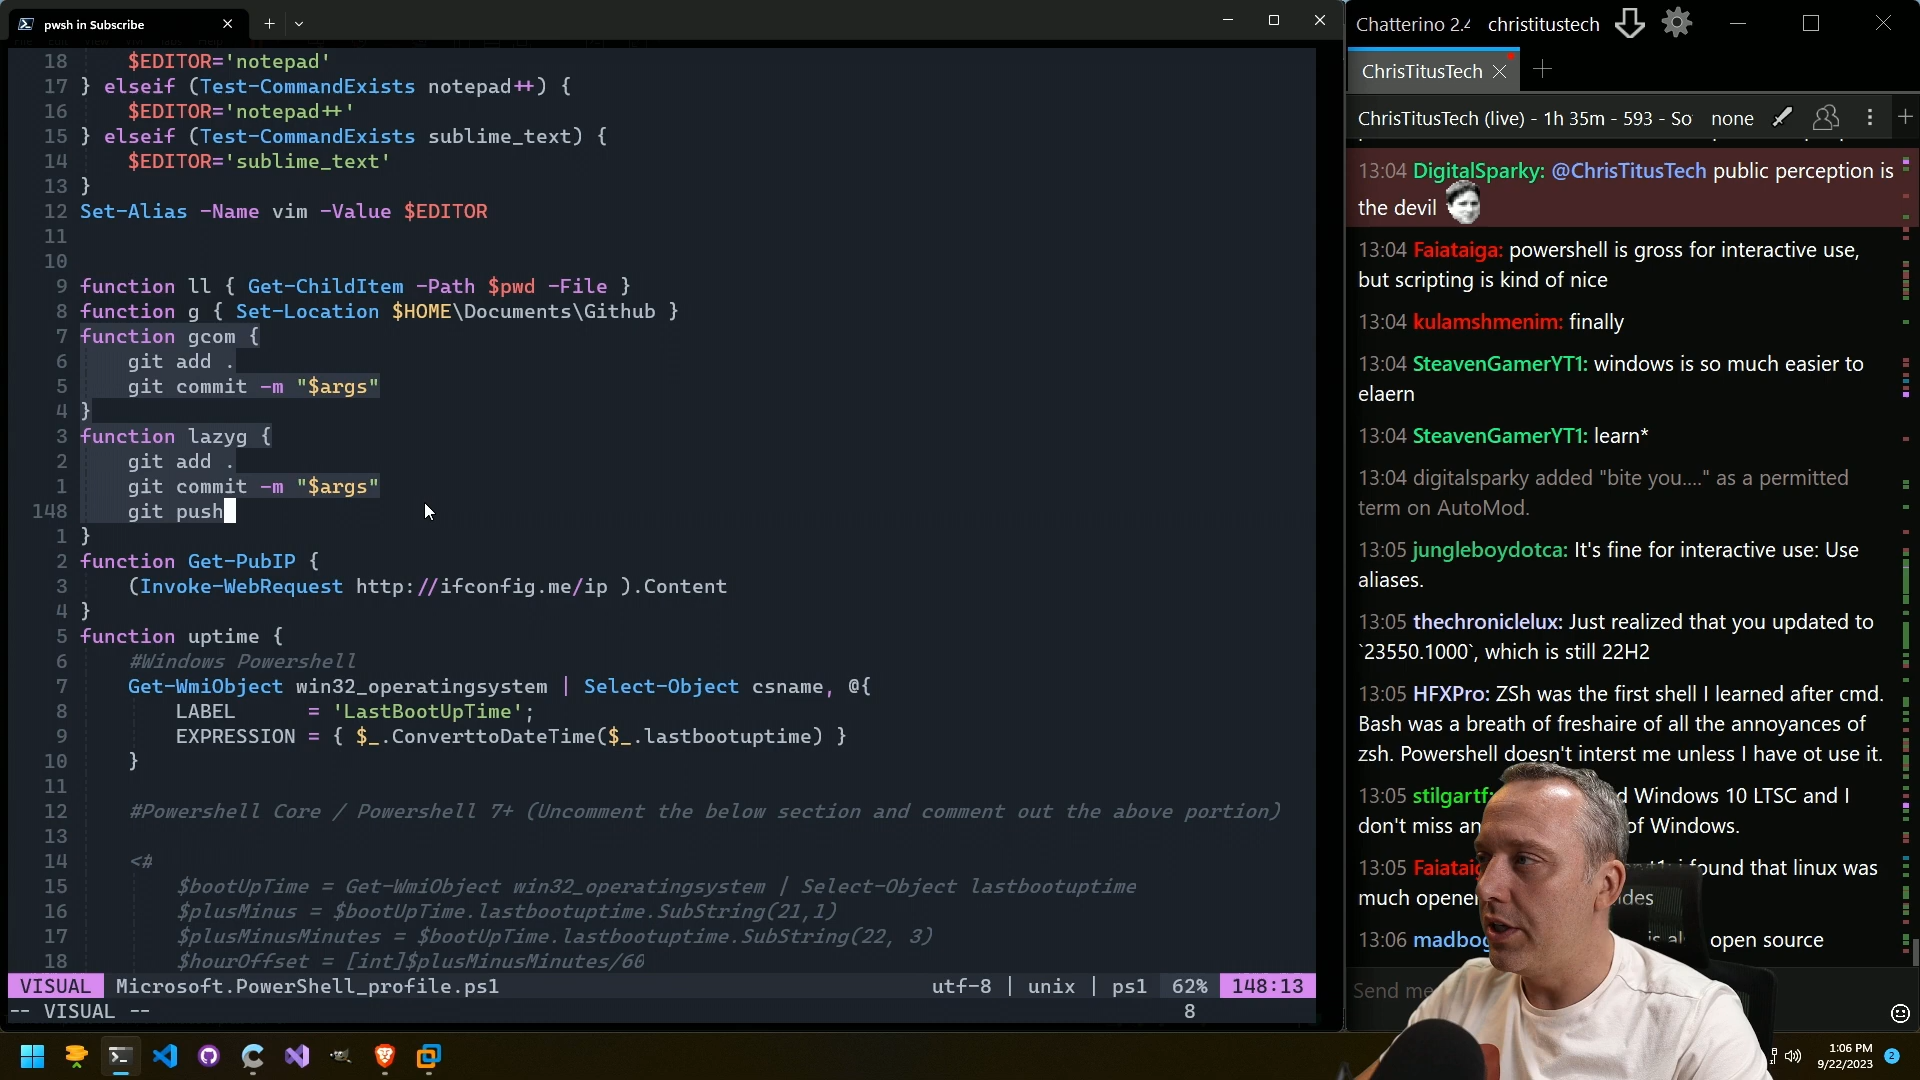 pwsh in Subscribe
18 $EDITOR='notepad'
17 } elseif (Test-CommandExists notepad++) {
16 $EDITOR='notepad++'
15 } elseif (Test-CommandExists sublime_text) {
14 $EDITOR='sublime_text'
13 }
12 Set-Alias -Name vim -Value $EDITOR
11
10
9 function ll { Get-ChildItem -Path $pwd -File }
8 function g { Set-Location $HOME\Documents\Github }
7 function gcom {
6 git add .
5 git commit -m "$args"
4 }
3 function lazyg {
2 git add .
1 git commit -m "$args"
148 git push
1 }
2 function Get-PubIP {
3 (Invoke-WebRequest http://ifconfig.me/ip ).Content
4 }
5 function uptime {
6 #Windows Powershell
7 Get-WmiObject win32_operatingsystem | Select-Object csname, @{
8 LABEL = 'LastBootUpTime';
9 EXPRESSION = { $_.ConverttoDateTime($_.lastbootuptime) }
10 }
11
12 #Powershell Core / Powershell 7+ (Uncomment the below section and comment out the above portion)
13
14 <#
15 $bootUpTime = Get-WmiObject win32_operatingsystem | Select-Object lastbootuptime
16 $plusMinus = $bootUpTime.lastbootuptime.SubString(21,1)
17 $plusMinusMinutes = $bootUpTime.lastbootuptime.SubString(22, 3)
18 $hourOffset = [int]$plusMinusMinutes/60
VISUAL Microsoft.PowerShell_profile.ps1 utf-8 | unix | ps1 62% 148:13
-- VISUAL -- 8
Chatterino 2.4 christitustech
ChrisTitusTech
ChrisTitusTech (live) - 1h 35m - 593 - So none
13:04 DigitalSparky: @ChrisTitusTech public perception is
the devil
13:04 Faiataiga: powershell is gross for interactive use,
but scripting is kind of nice
13:04 kulamshmenim: finally
13:04 SteavenGamerYT1: windows is so much easier to
elaern
13:04 SteavenGamerYT1: learn*
13:04 digitalsparky added "bite you...." as a permitted
term on AutoMod.
13:05 jungleboydotca: It's fine for interactive use: Use
aliases.
13:05 thechroniclelux: Just realized that you updated to
`23550.1000`, which is still 22H2
13:05 HFXPro: ZSh was the first shell I learned after cmd.
Bash was a breath of freshaire of all the annoyances of
zsh. Powershell doesn't interst me unless I have ot use it.
13:05 stilgartf Windows 10 LTSC and I
don't miss an of Windows.
13:05 Faiataig found that linux was
much opene
13:06 madbog open source
Send me
1:06 PM
9/22/2023
2